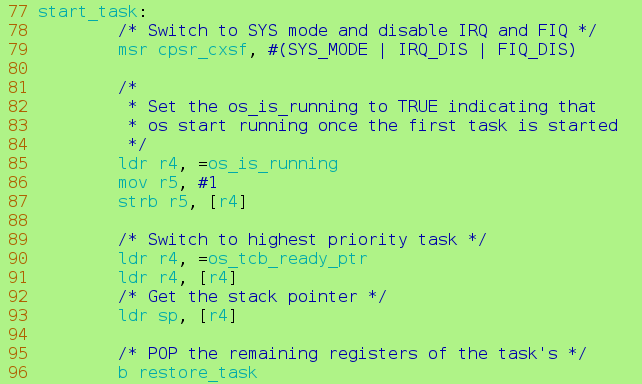 77 start_task:
78         /* Switch to SYS mode and disable IRQ and FIQ */
79         msr cpsr_cxsf, #(SYS_MODE | IRQ_DIS | FIQ_DIS)
80
81         /*
82          * Set the os_is_running to TRUE indicating that
83          * os start running once the first task is started
84          */
85         ldr r4, =os_is_running
86         mov r5, #1
87         strb r5, [r4]
88
89         /* Switch to highest priority task */
90         ldr r4, =os_tcb_ready_ptr
91         ldr r4, [r4]
92         /* Get the stack pointer */
93         ldr sp, [r4]
94
95         /* POP the remaining registers of the task's */
96         b restore_task